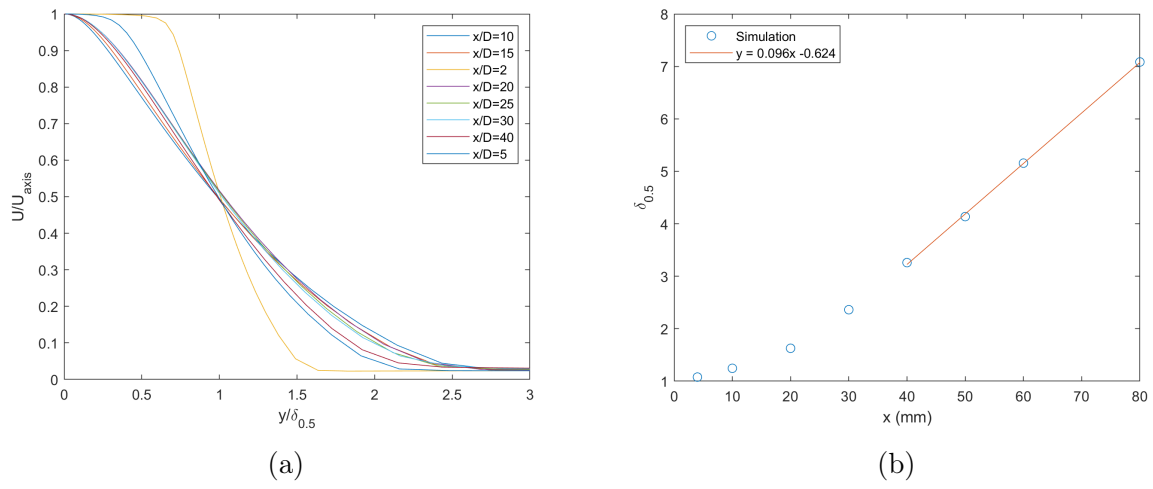 1
0.9
0.8
0.7
0.6
0.5
0.4
0.3
0.2
0.1
0
U/U_axis
x/D=10
x/D=15
x/D=2
x/D=20
x/D=25
x/D=30
x/D=40
x/D=5
0 0.5 1 1.5 2 2.5 3
y/δ_0.5
(a)
8
7
6
5
4
3
2
1
δ_0.5
Simulation
y = 0.096x -0.624
0 10 20 30 40 50 60 70 80
x (mm)
(b)